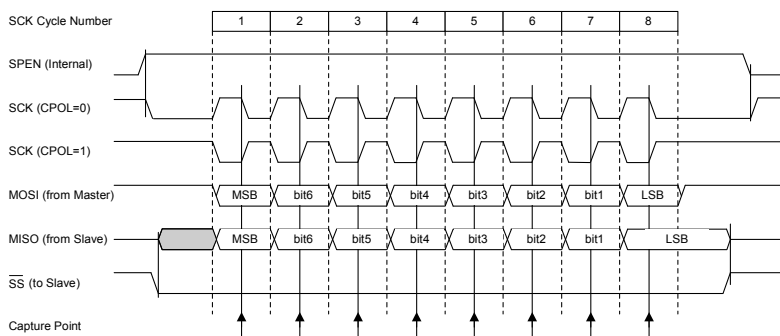 SCK Cycle Number 1 2 3 4 5 6 7 8
SPEN (Internal)
SCK (CPOL=0)
SCK (CPOL=1)
MOSI (from Master) MSB bit6 bit5 bit4 bit3 bit2 bit1 LSB
MISO (from Slave) MSB bit6 bit5 bit4 bit3 bit2 bit1 LSB
SS (to Slave)
Capture Point